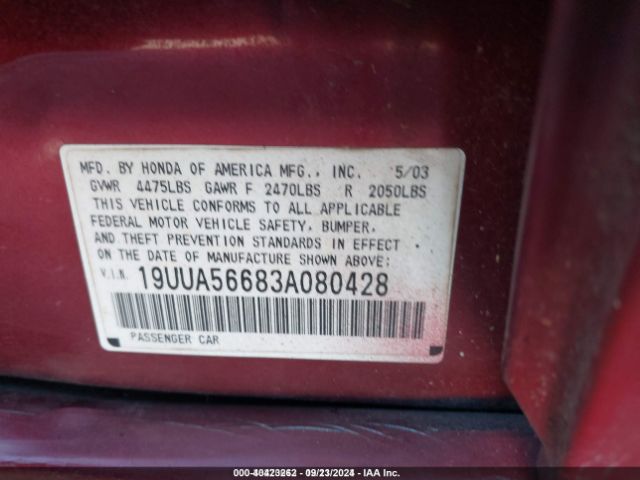 MFD. BY HONDA OF AMERICA MFG., INC. 5/03
GVWR 4475LBS GAWR F 2470LBS R 2050LBS
THIS VEHICLE CONFORMS TO ALL APPLICABLE
FEDERAL MOTOR VEHICLE SAFETY, BUMPER,
AND THEFT PREVENTION STANDARDS IN EFFECT
ON THE DATE OF MANUFACTURE SHOWN ABOVE:
V.I.N. 19UUA56683A080428
PASSENGER CAR
09/23/2024 - IAA Inc.